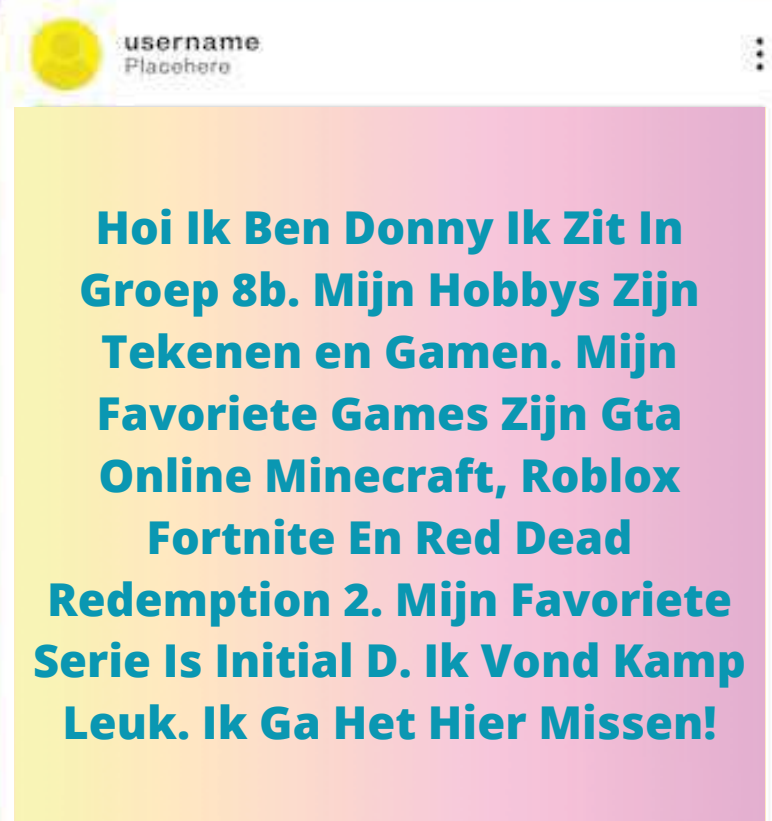 username
Placehere
Hoi Ik Ben Donny Ik Zit In
Groep 8b. Mijn Hobbys Zijn
Tekenen en Gamen. Mijn
Favoriete Games Zijn Gta
Online Minecraft, Roblox
Fortnite En Red Dead
Redemption 2. Mijn Favoriete
Serie Is Initial D. Ik Vond Kamp
Leuk. Ik Ga Het Hier Missen!